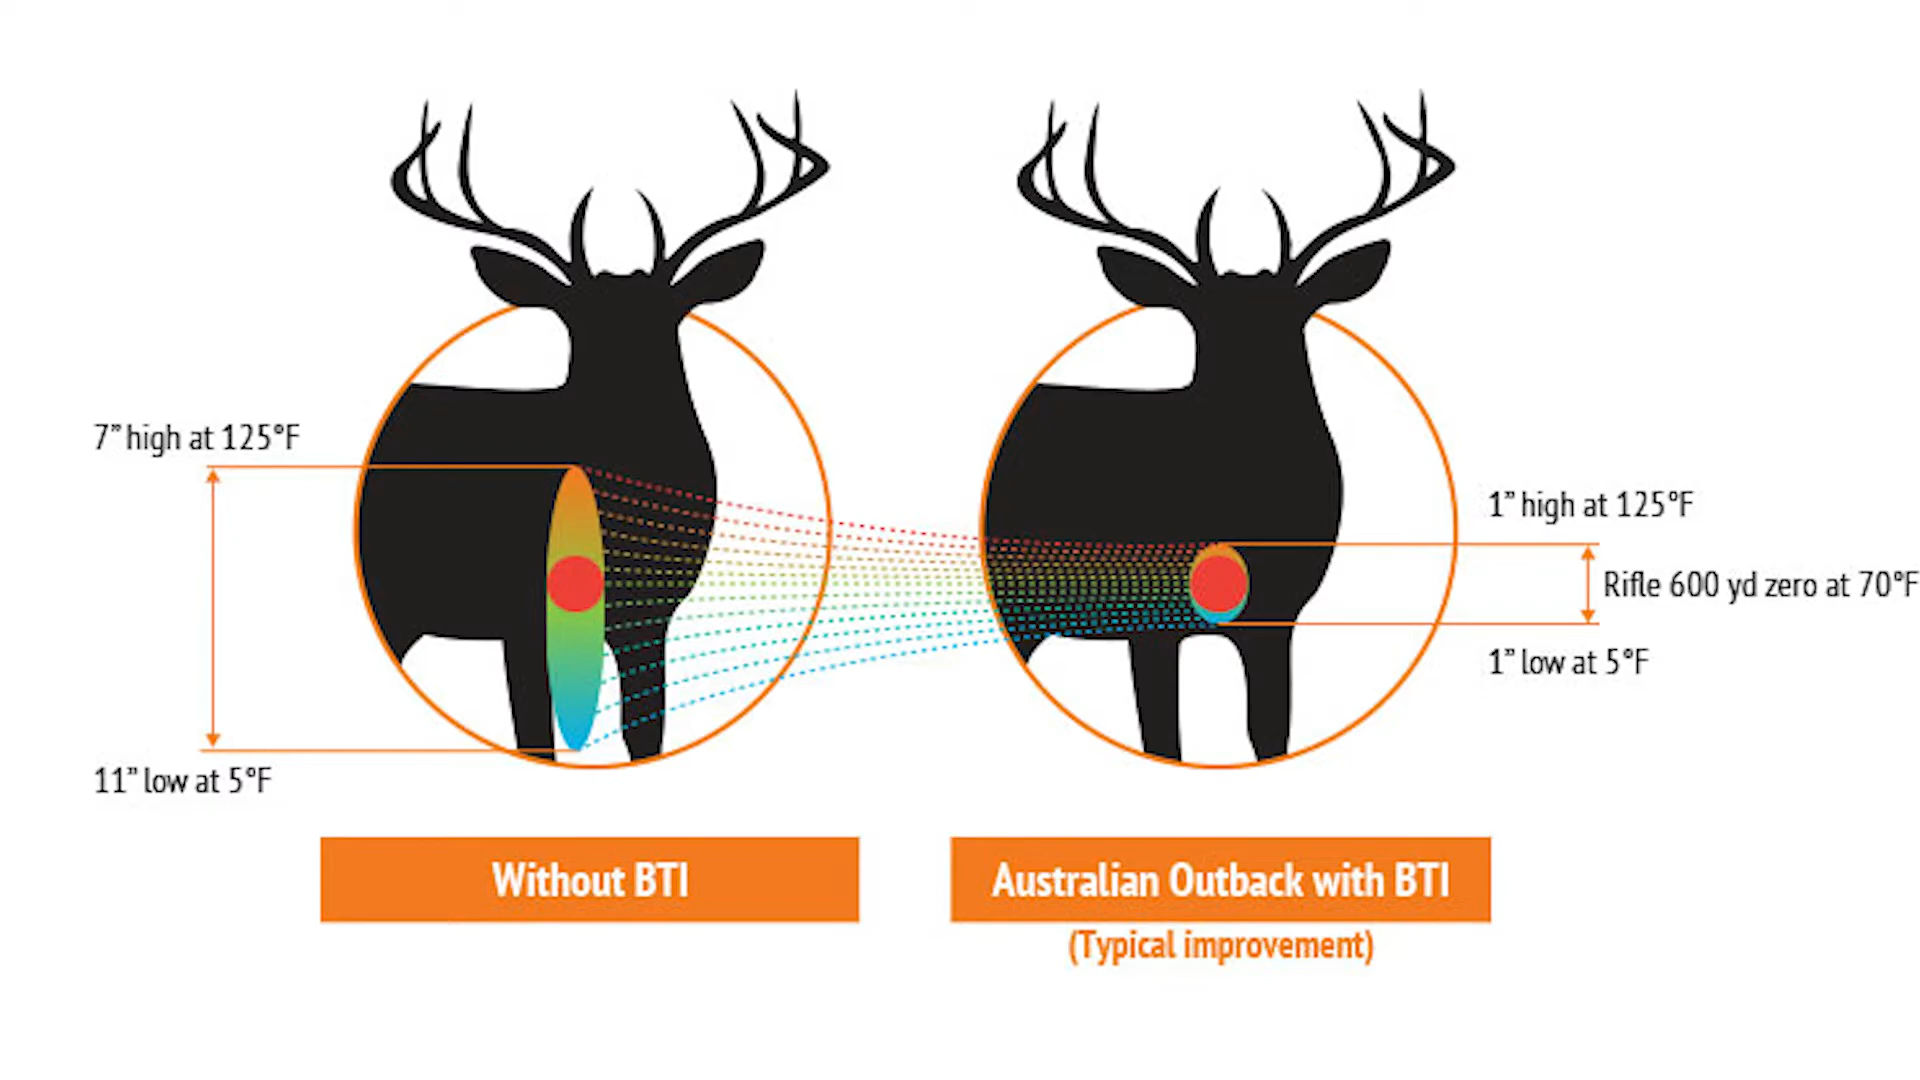 7” high at 125°F
1” high at 125°F
Rifle 600 yd zero at 70°F
1” low at 5°F
11” low at 5°F
Without BTI
Australian Outback with BTI
(Typical improvement)